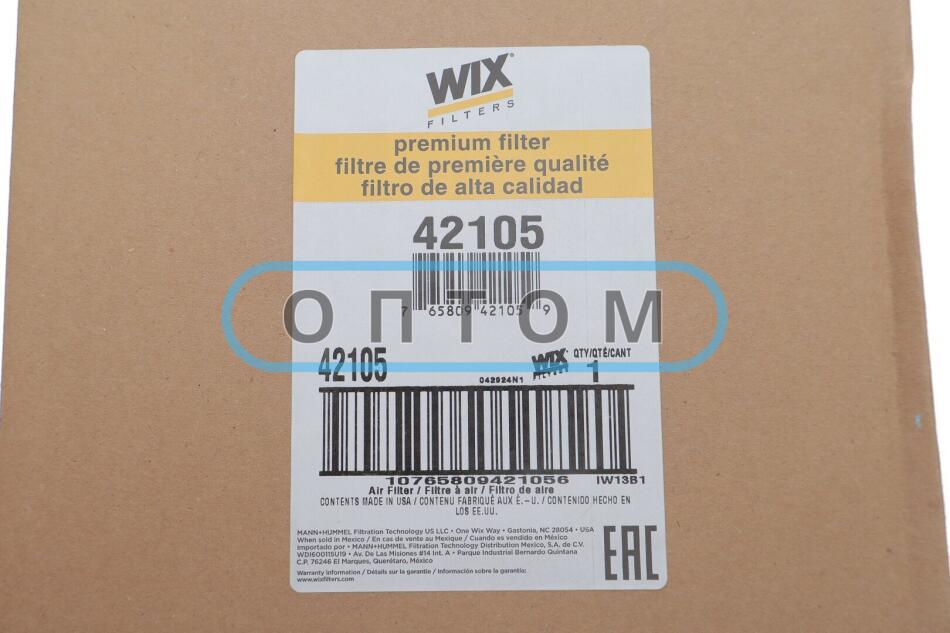 WIX
FILTERS
premium filter
filtre de première qualité
filtro de alta calidad
42105
7 65809 42105 9
ОПТОМ
42105
042924N1
WIX
FILTERS
QTY/QTÉ/CANT
1
10765809421056
IW13B1
Air Filter / Filtre à air / Filtro de aire
CONTENTS MADE IN USA / CONTENU FABRIQUÉ AUX É.-U. / CONTENIDO HECHO EN
LOS EE.UU.
MANN+HUMMEL Filtration Technology US LLC • One Wix Way • Gastonia, NC 28054 • USA
When sold in Mexico / En cas de vente au Mexique / Cuando es vendido en México
Importado por • MANN+HUMMEL Filtration Technology Distribution Mexico, S.A. de C.V.
WDI600115U19 • Av. De Las Misiones #14 Int. A • Parque Industrial Bernardo Quintana
C.P. 76246 El Marques, Querétaro, México
Warranty information / Détails sur la garantie / Información sobre la garantía:
www.wixfilters.com
EAC